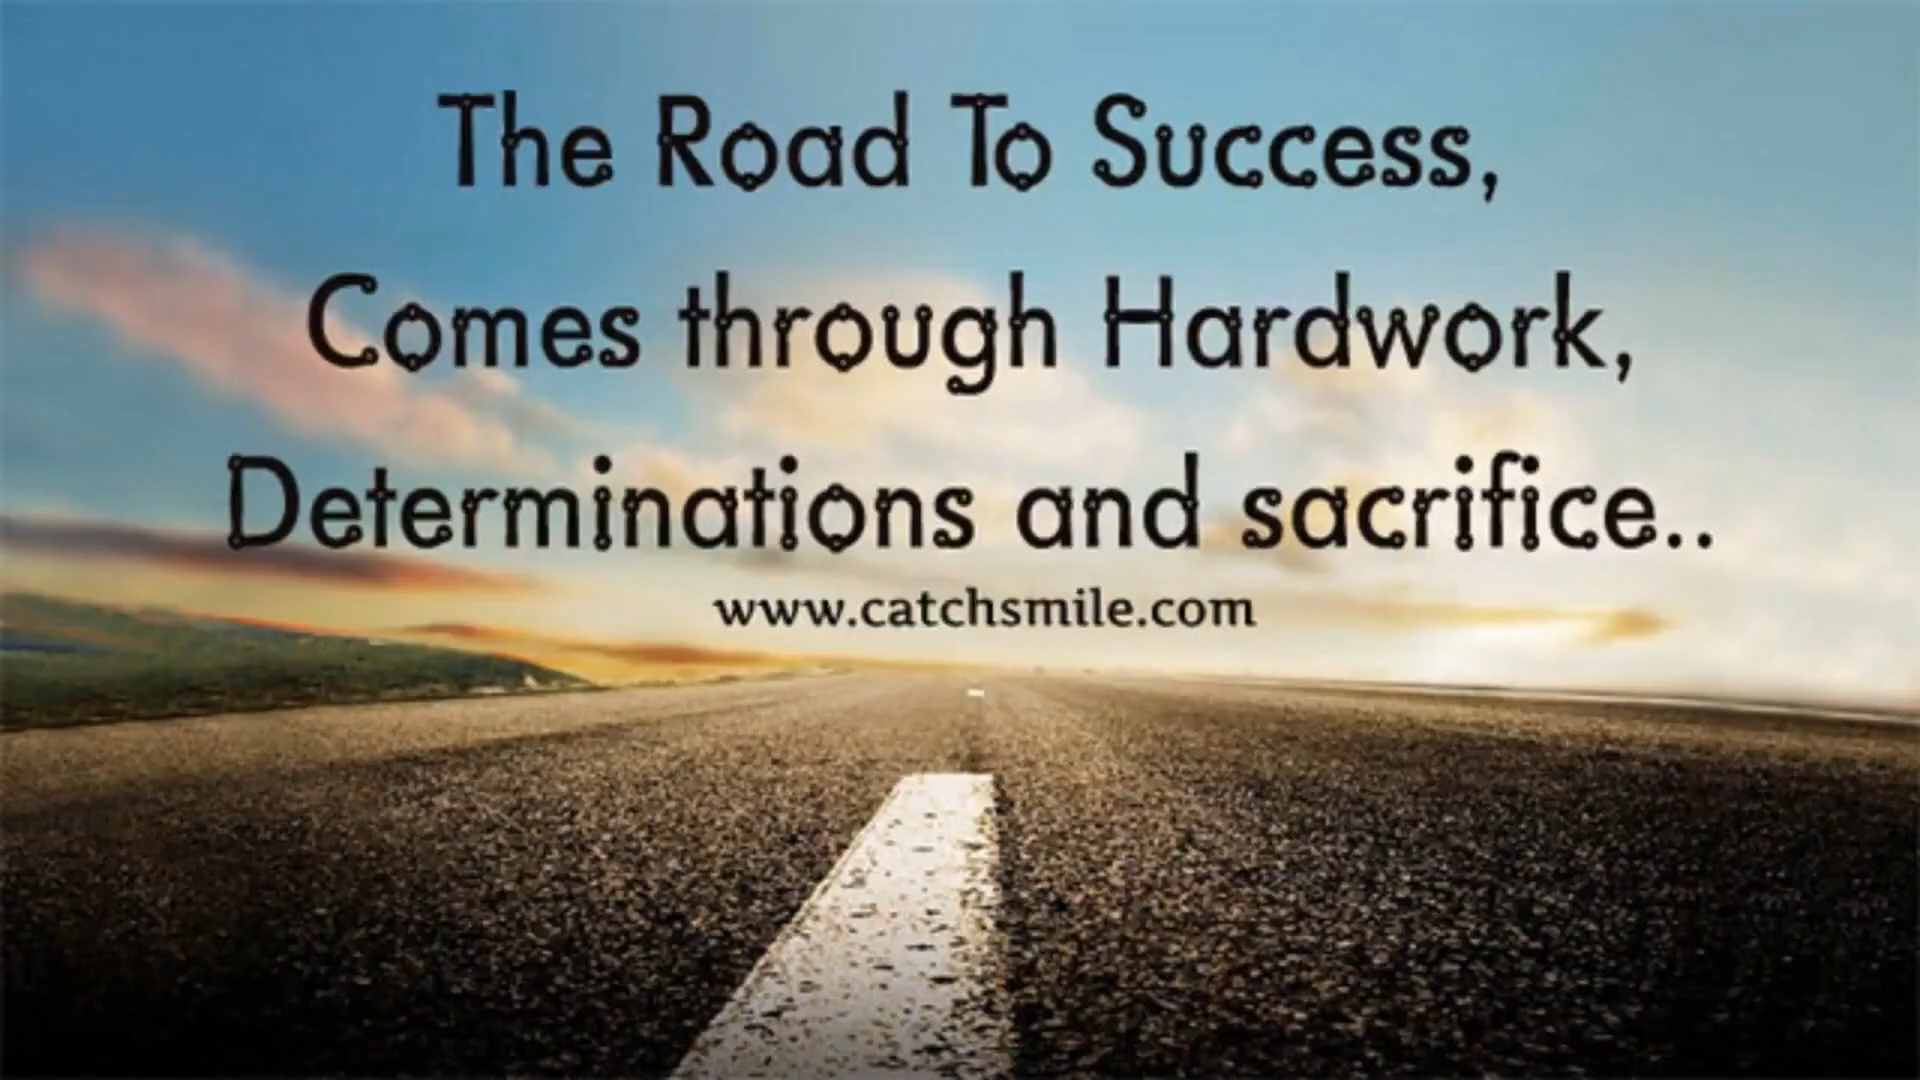 The Road To Success,
Comes through Hardwork,
Determinations and sacrifice..
www.catchsmile.com